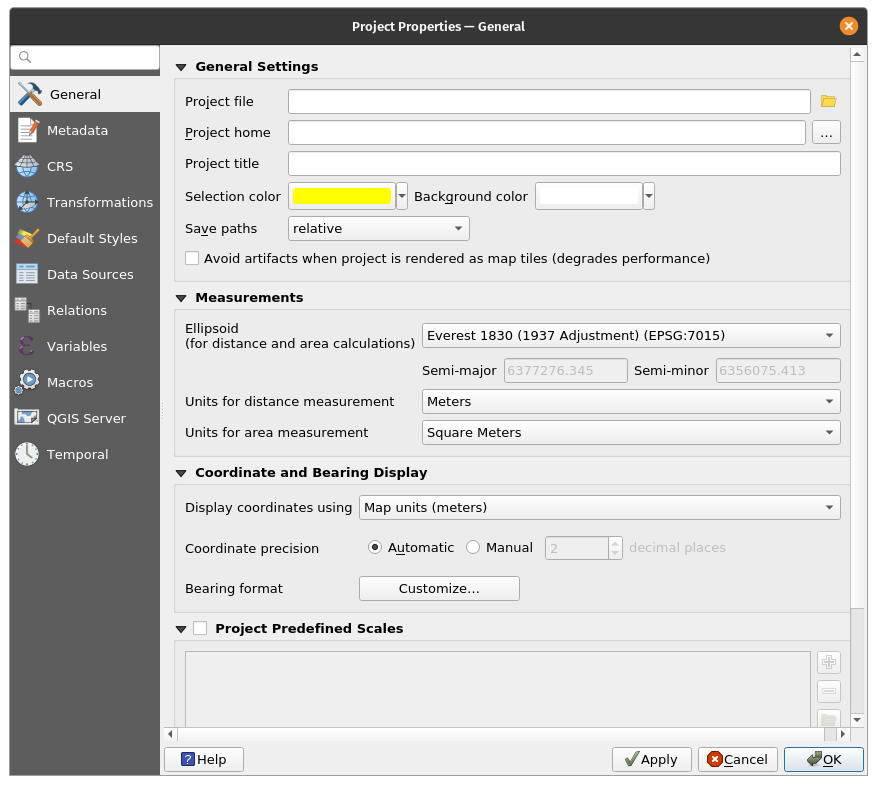 Project Properties — General
General
Metadata
CRS
Transformations
Default Styles
Data Sources
Relations
Variables
Macros
QGIS Server
Temporal
General Settings
Project file
Project home ...
Project title
Selection color Background color
Save paths relative
Avoid artifacts when project is rendered as map tiles (degrades performance)
Measurements
Ellipsoid
(for distance and area calculations) Everest 1830 (1937 Adjustment) (EPSG:7015)
Semi-major 6377276.345 Semi-minor 6356075.413
Units for distance measurement Meters
Units for area measurement Square Meters
Coordinate and Bearing Display
Display coordinates using Map units (meters)
Coordinate precision Automatic Manual 2 decimal places
Bearing format Customize...
Project Predefined Scales
? Help Apply Cancel OK